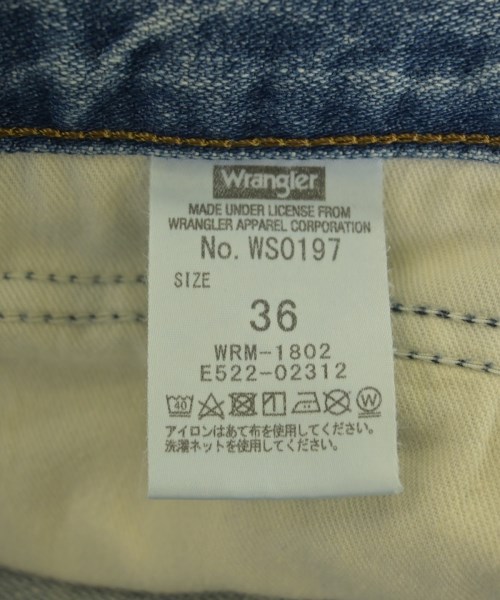 Wrangler
MADE UNDER LICENSE FROM
WRANGLER APPAREL CORPORATION
No. WS0197
SIZE
36
WRM-1802
E522-02312
40 W
アイロンはあて布を使用してください。
洗濯ネットを使用してください。